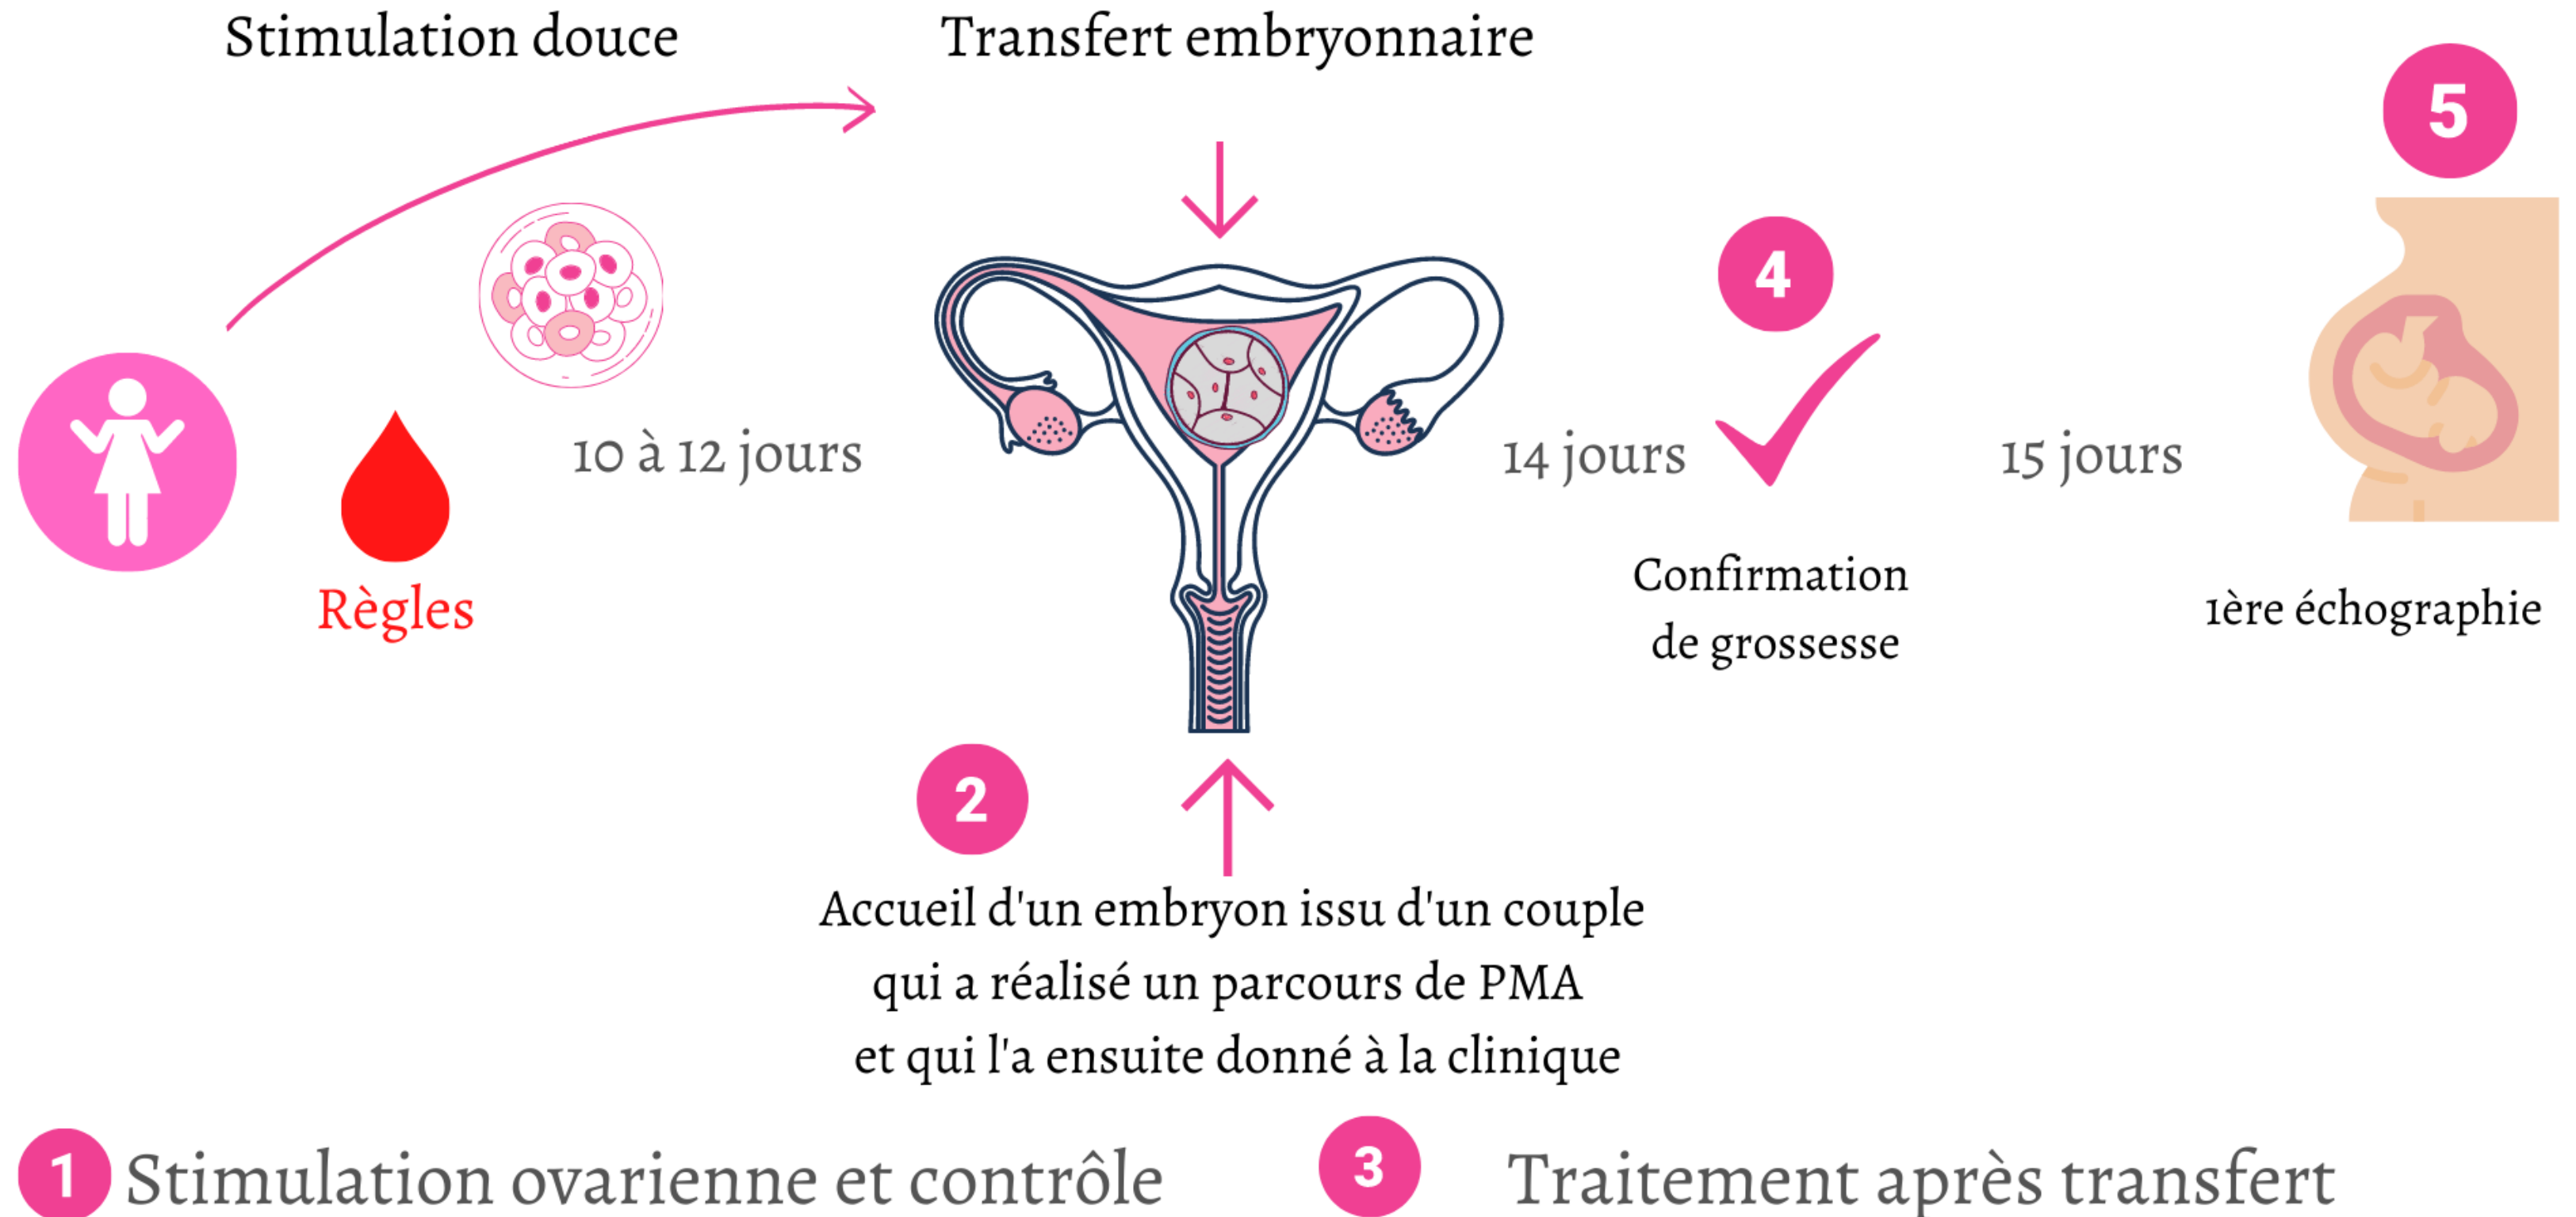 Stimulation douce
Transfert embryonnaire
5
4
10 à 12 jours
14 jours
15 jours
Règles
Confirmation
de grossesse
1ère échographie
2
Accueil d'un embryon issu d'un couple
qui a réalisé un parcours de PMA
et qui l'a ensuite donné à la clinique
1 Stimulation ovarienne et contrôle
3 Traitement après transfert